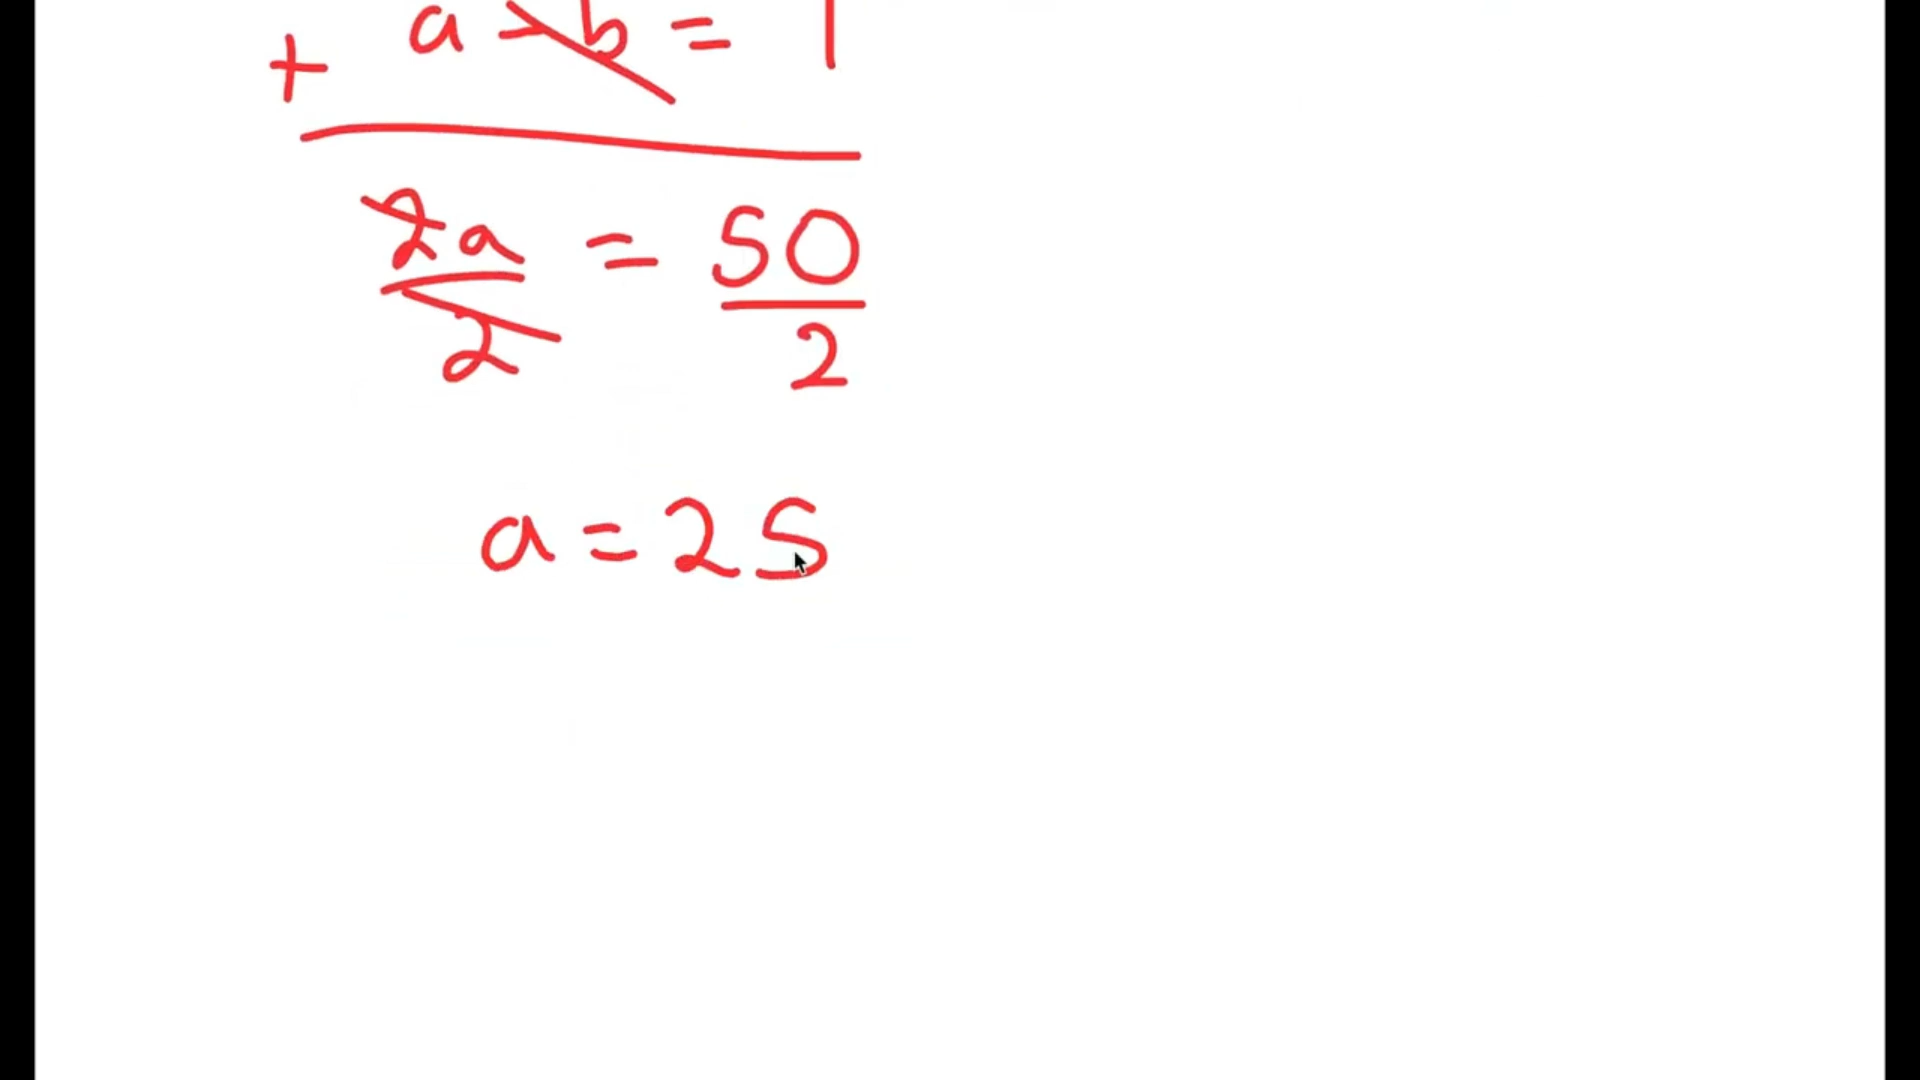 + a - b = 1
2a/2 = 50/2
a = 25